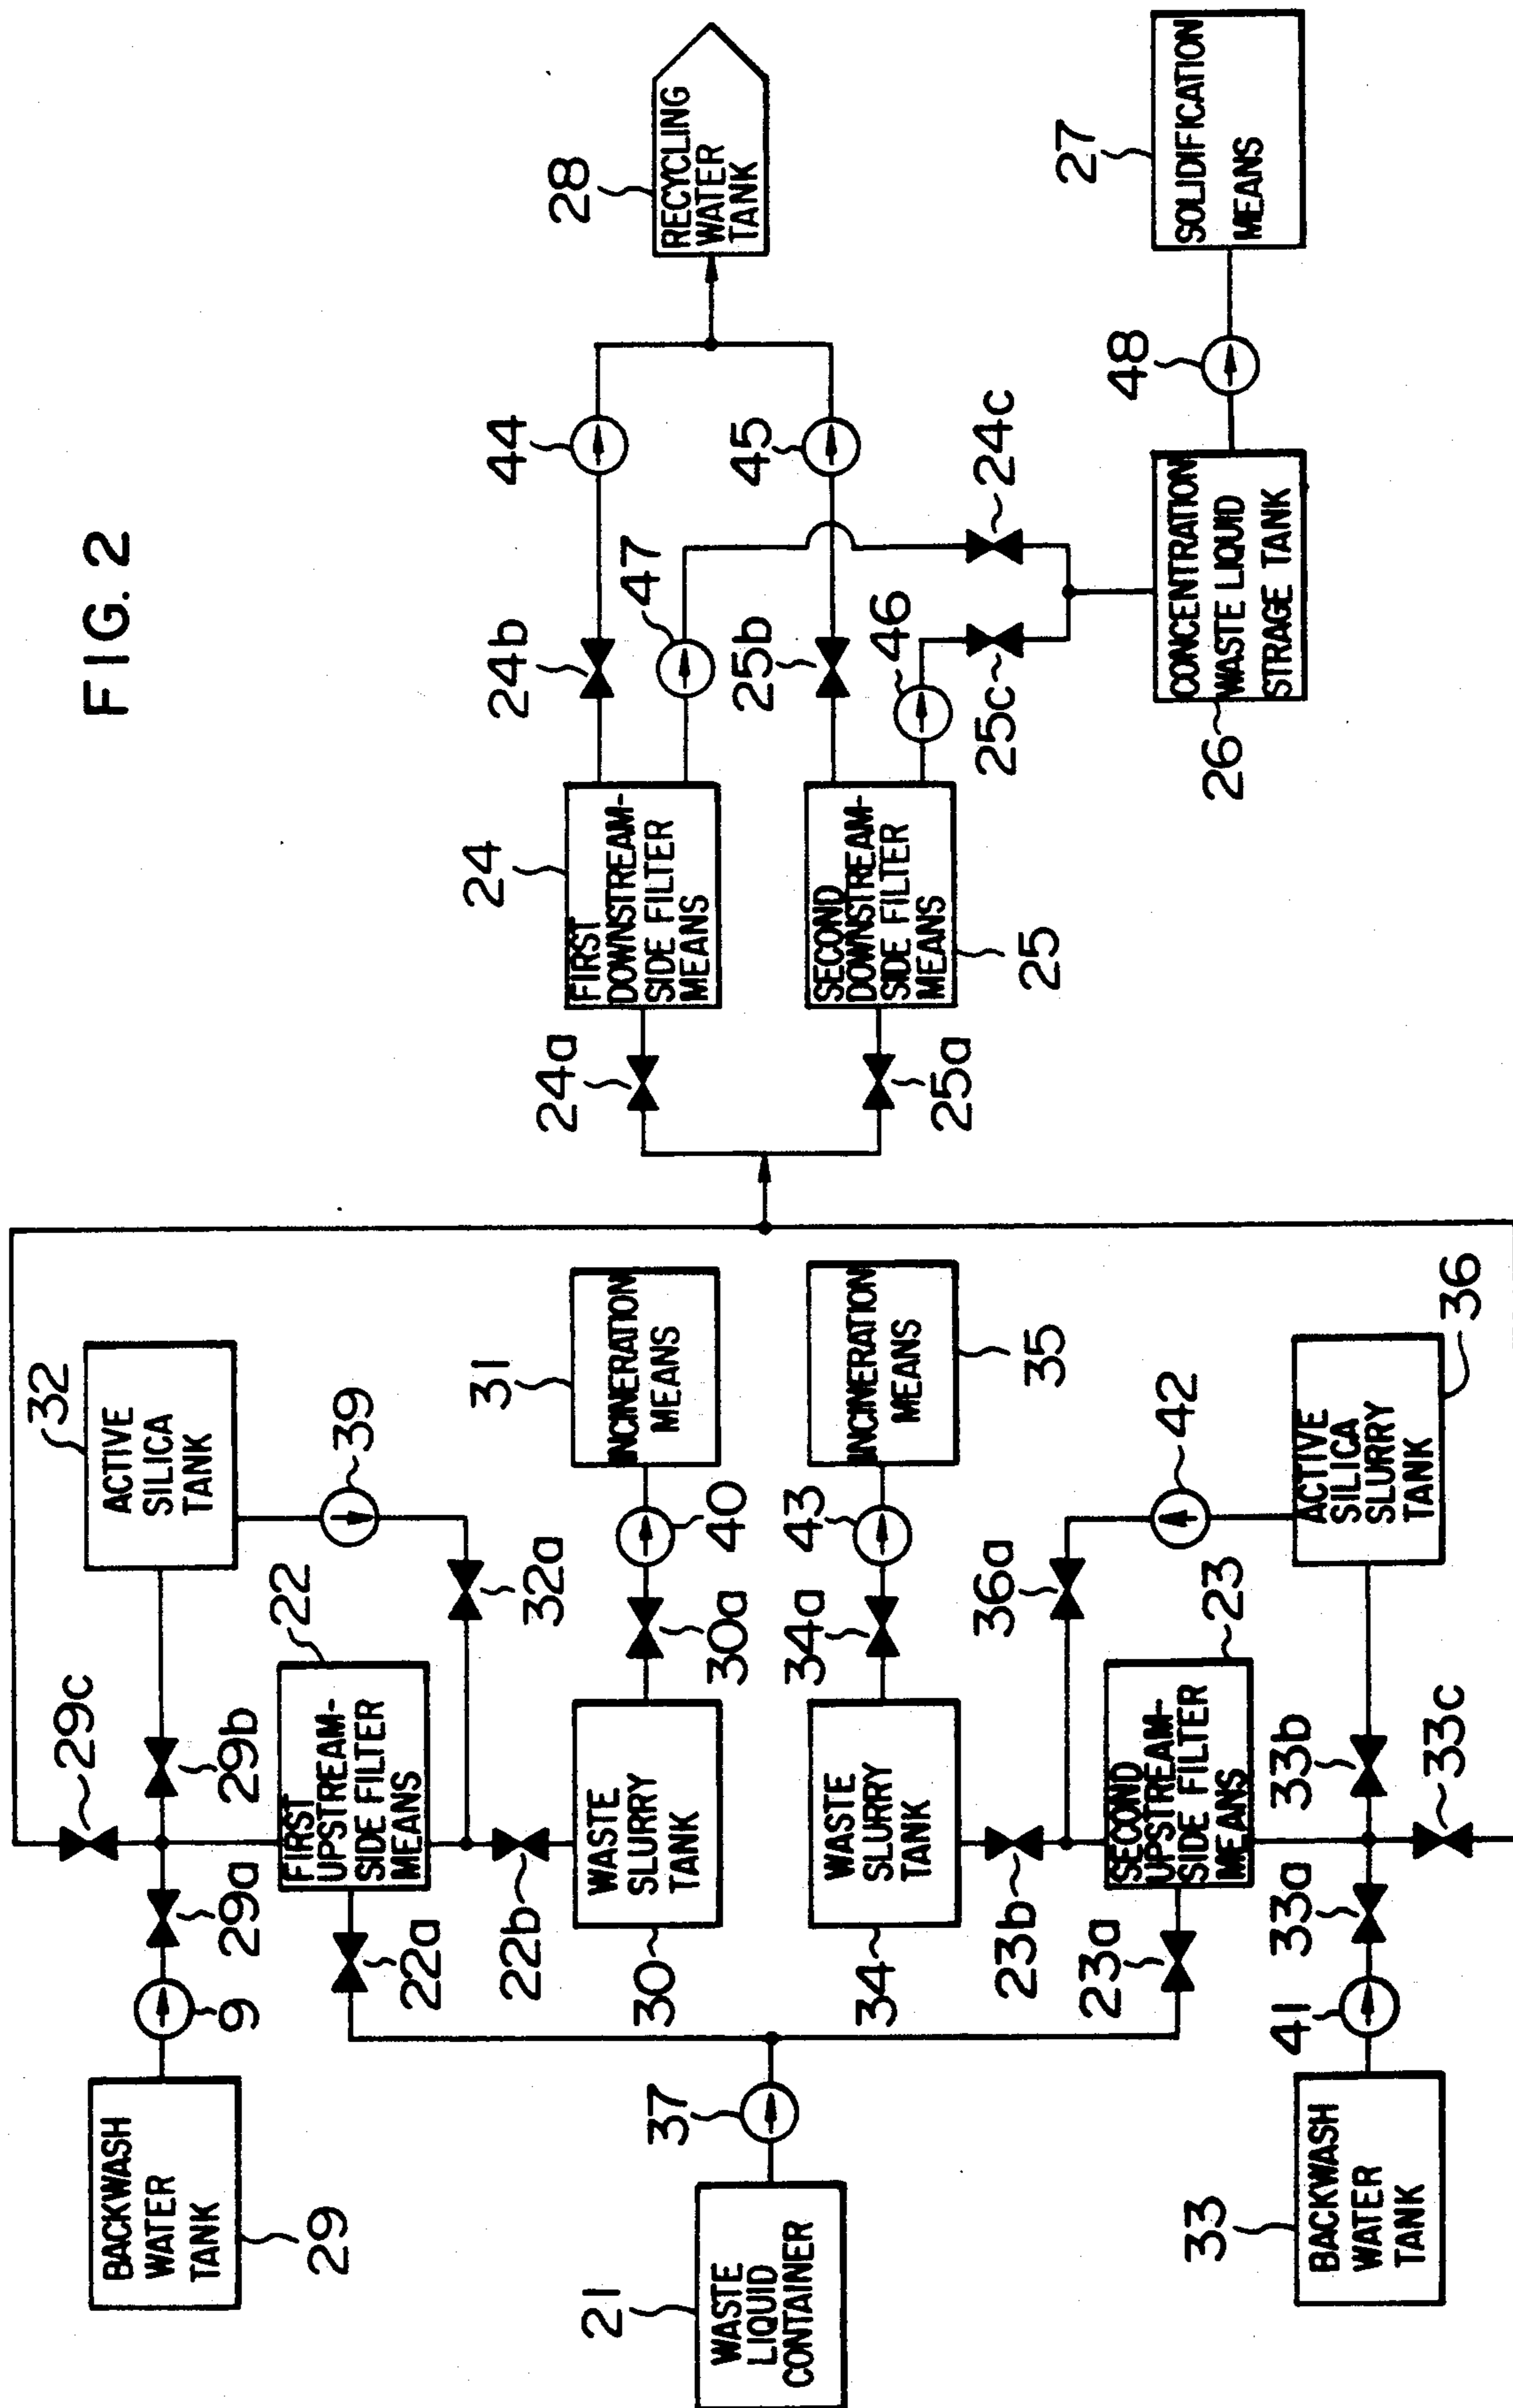 FIG. 2
32
ACTIVE
SILICA
TANK
28
RECYCLING
WATER
TANK
29c
29b
39
24b
44
29a
9
22
FIRST
UPSTREAM-
SIDE FILTER
MEANS
32a
31
INCINERATION
MEANS
24
FIRST
DOWNSTREAM-
SIDE FILTER
MEANS
24a
47
BACKWASH
WATER
TANK
29
22a
22b
WASTE
SLURRY
TANK
30
30a
40
25b
45
21
WASTE
LIQUID
CONTAINER
37
34
WASTE
SLURRY
TANK
34a
43
INCINERATION
MEANS
35
SECOND
DOWNSTREAM-
SIDE FILTER
MEANS
25
25a
46
25c
24c
27
SOLIDIFICATION
MEANS
48
23b
36a
42
23a
SECOND
UPSTREAM-
SIDE FILTER
MEANS
23
CONCENTRATION
WASTE LIQUID
STRAGE TANK
26
33
BACKWASH
WATER
TANK
41
33a
33b
33c
ACTIVE
SILICA
SLURRY
TANK
36